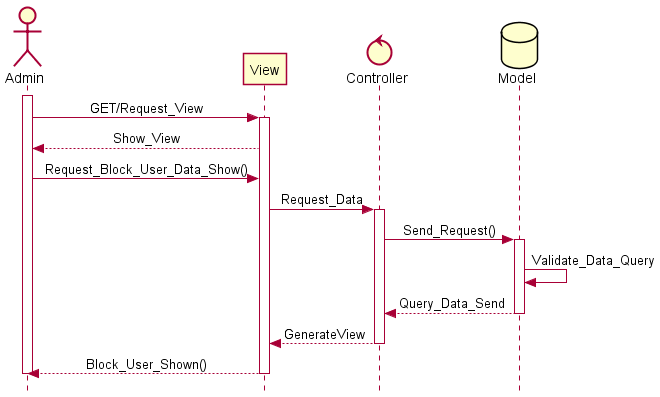 Admin
View
Controller
Model
GET/Request_View
Show_View
Request_Block_User_Data_Show()
Request_Data
Send_Request()
Validate_Data_Query
Query_Data_Send
GenerateView
Block_User_Shown()